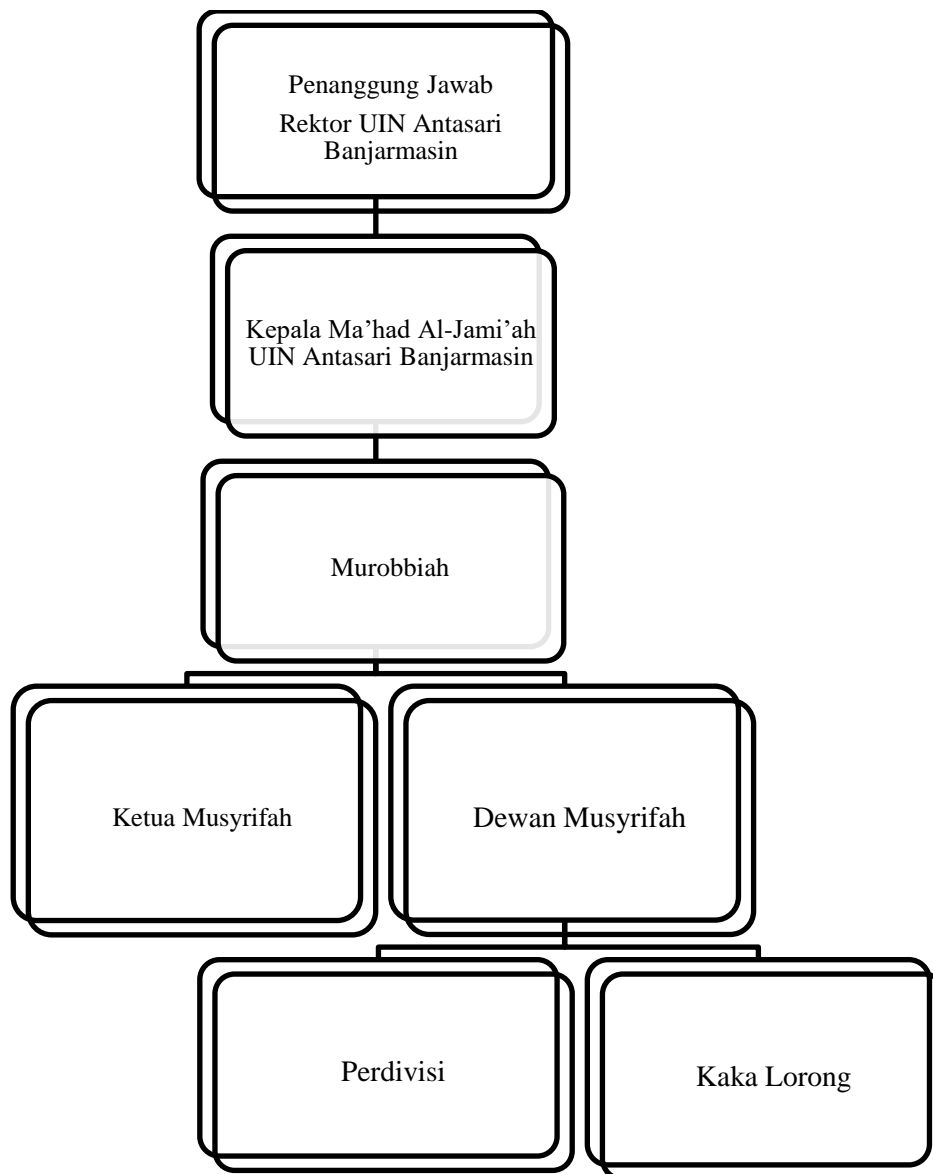 Penanggung Jawab
Rektor UIN Antasari
Banjarmasin
Kepala Ma’had Al-Jami’ah
UIN Antasari Banjarmasin
Murobbiah
Ketua Musyrifah
Dewan Musyrifah
Perdivisi
Kaka Lorong